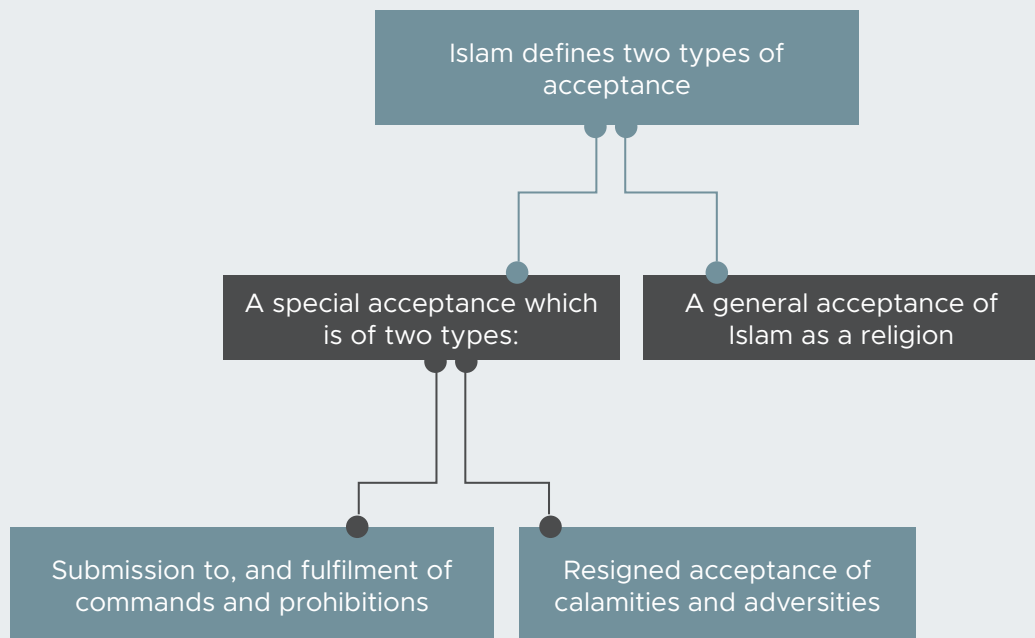 Islam defines two types of
acceptance
A special acceptance which
is of two types:
A general acceptance of
Islam as a religion
Submission to, and fulfilment of
commands and prohibitions
Resigned acceptance of
calamities and adversities